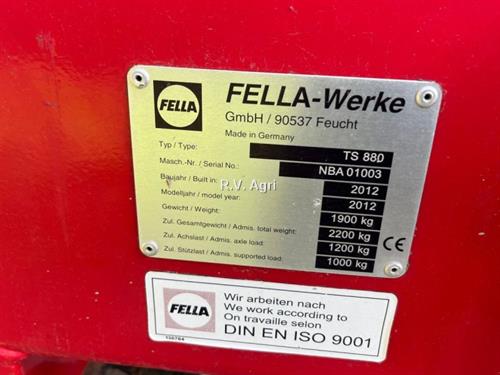 FELLA
FELLA-Werke
GmbH / 90537 Feucht
Made in Germany
Typ / Type: TS 880
Masch.-Nr. / Serial No.: NBA 01003
Baujahr / Built in: 2012
R.V. Agri
Modelljahr / model year: 2012
Gewicht / Weight: 1900 kg
Zul. Gesamtgewicht / Admis. total weight: 2200 kg
Zul. Achslast / Admis. axle load: 1200 kg
Zul. Stützlast / Admis. supported load: 1000 kg
CE
FELLA
Wir arbeiten nach
We work according to
On travaille selon
DIN EN ISO 9001